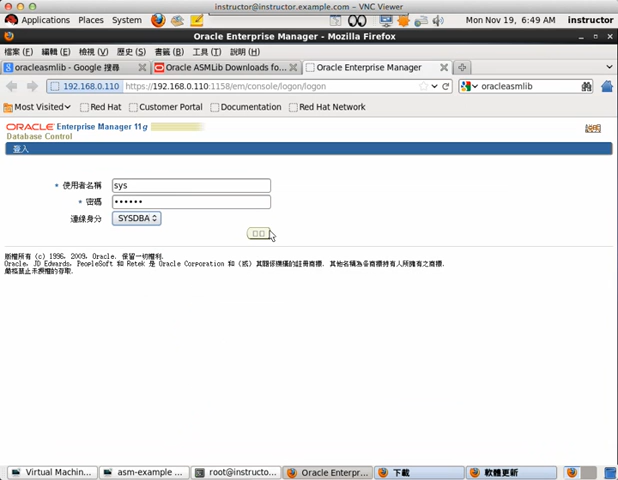 instructor@instructor.example.com – VNC Viewer
Applications Places System
Mon Nov 19, 6:49 AM instructor
Oracle Enterprise Manager - Mozilla Firefox
檔案 (F) 編輯 (E) 檢視 (V) 歷史 (S) 書籤 (B) 工具 (T) 說明 (H)
oracleasmlib - Google 搜尋
Oracle ASMLib Downloads fo...
Oracle Enterprise Manager
192.168.0.110
https://192.168.0.110:1158/em/console/logon/logon
oracleasmlib
Most Visited
Red Hat
Customer Portal
Documentation
Red Hat Network
ORACLE Enterprise Manager 11g
Database Control
說明
登入
* 使用者名稱 sys
* 密碼 ••••••
連線身分 SYSDBA
版權所有 (c) 1996, 2009, Oracle. 保留一切權利.
Oracle, JD Edwards, PeopleSoft 和 Retek 是 Oracle Corporation 和 (或) 其關係機構的註冊商標. 其他名稱為各商標持有人所擁有之商標.
嚴格禁止未授權的存取.
Virtual Machin...
asm-example ...
root@instructo...
Oracle Enterpr...
下載
軟體更新